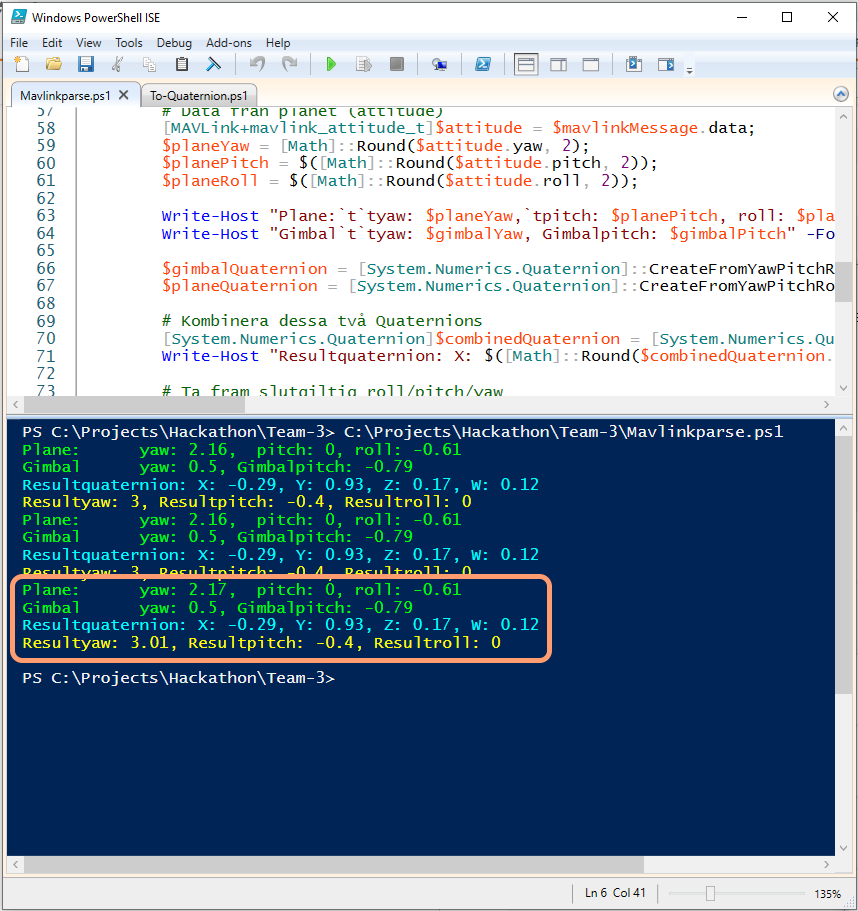 Windows PowerShell ISE
File Edit View Tools Debug Add-ons Help
Mavlinkparse.ps1 To-Quaternion.ps1
57 # Data från planet (attitude)
58 [MAVLink+mavlink_attitude_t]$attitude = $mavlinkMessage.data;
59 $planeYaw = [Math]::Round($attitude.yaw, 2);
60 $planePitch = $([Math]::Round($attitude.pitch, 2));
61 $planeRoll = $([Math]::Round($attitude.roll, 2));
62
63 Write-Host "Plane:`t`tyaw: $planeYaw,`tpitch: $planePitch, roll: $pla
64 Write-Host "Gimbal`t`tyaw: $gimbalYaw, Gimbalpitch: $gimbalPitch" -Fo
65
66 $gimbalQuaternion = [System.Numerics.Quaternion]::CreateFromYawPitchR
67 $planeQuaternion = [System.Numerics.Quaternion]::CreateFromYawPitchRo
68
69 # Kombinera dessa två Quaternions
70 [System.Numerics.Quaternion]$combinedQuaternion = [System.Numerics.Qu
71 Write-Host "Resultquaternion: X: $([Math]::Round($combinedQuaternion.
72
73 # Ta fram slutgiltig roll/pitch/yaw
PS C:\Projects\Hackathon\Team-3> C:\Projects\Hackathon\Team-3\Mavlinkparse.ps1
Plane: yaw: 2.16, pitch: 0, roll: -0.61
Gimbal yaw: 0.5, Gimbalpitch: -0.79
Resultquaternion: X: -0.29, Y: 0.93, Z: 0.17, W: 0.12
Resultyaw: 3, Resultpitch: -0.4, Resultroll: 0
Plane: yaw: 2.16, pitch: 0, roll: -0.61
Gimbal yaw: 0.5, Gimbalpitch: -0.79
Resultquaternion: X: -0.29, Y: 0.93, Z: 0.17, W: 0.12
Resultyaw: 3, Resultpitch: -0.4, Resultroll: 0
Plane: yaw: 2.17, pitch: 0, roll: -0.61
Gimbal yaw: 0.5, Gimbalpitch: -0.79
Resultquaternion: X: -0.29, Y: 0.93, Z: 0.17, W: 0.12
Resultyaw: 3.01, Resultpitch: -0.4, Resultroll: 0
PS C:\Projects\Hackathon\Team-3>
Ln 6 Col 41 135%